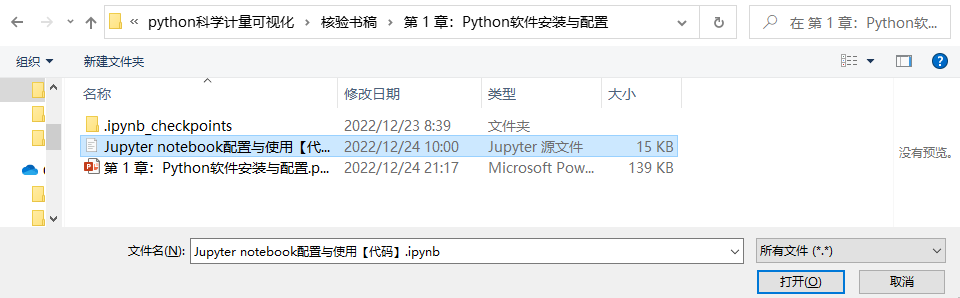 « python科学计量可视化 › 核验书稿 › 第 1 章：Python软件安装与配置
在 第 1 章：Python软...
组织 新建文件夹
名称 修改日期 类型 大小
.ipynb_checkpoints 2022/12/23 8:39 文件夹
Jupyter notebook配置与使用【代... 2022/12/24 10:00 Jupyter 源文件 15 KB
第 1 章：Python软件安装与配置.p... 2022/12/24 21:17 Microsoft Pow... 139 KB
没有预览。
文件名(N): Jupyter notebook配置与使用【代码】.ipynb 所有文件 (*.*)
打开(O) 取消